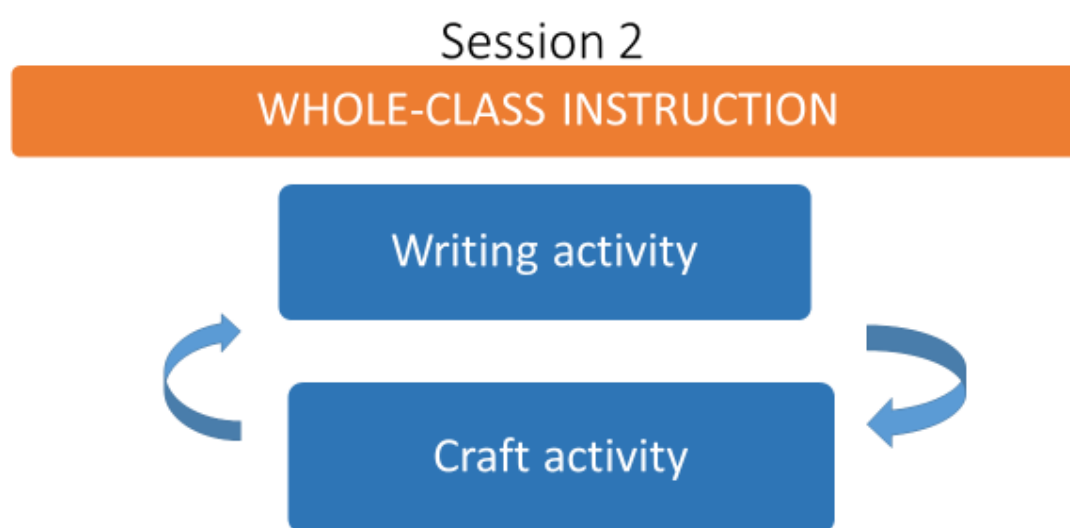 Session 2
WHOLE-CLASS INSTRUCTION
Writing activity
Craft activity